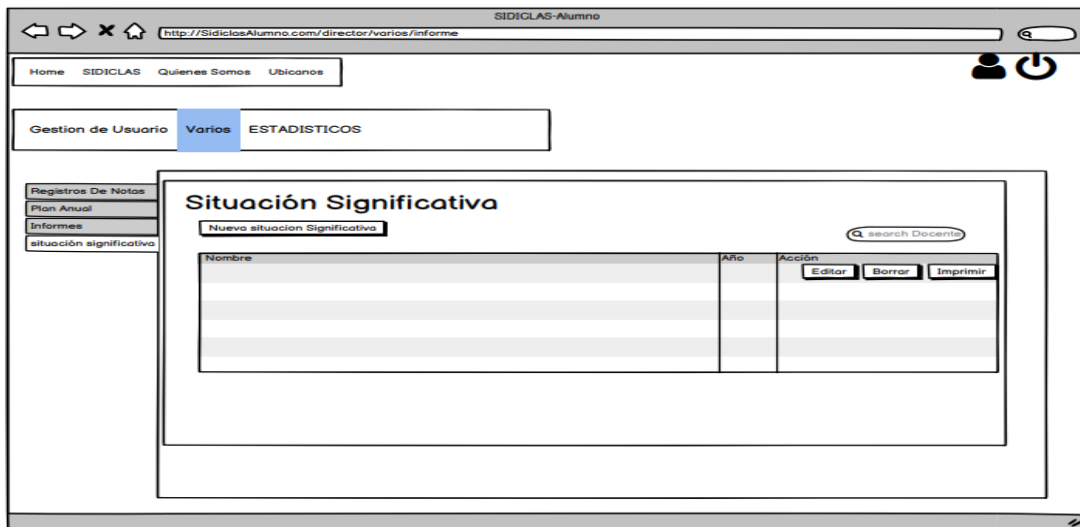 SIDICLAS-Alumno
http://SidiclasAlumno.com/director/varios/informe
Home SIDICLAS Quienes Somos Ubicanos
Gestion de Usuario Varios ESTADISTICOS
Registros De Notas
Plan Anual
Informes
situación significativa
Situación Significativa
Nueva situacion Significativa
search Docente
Nombre Año Acción
Editar Borrar Imprimir